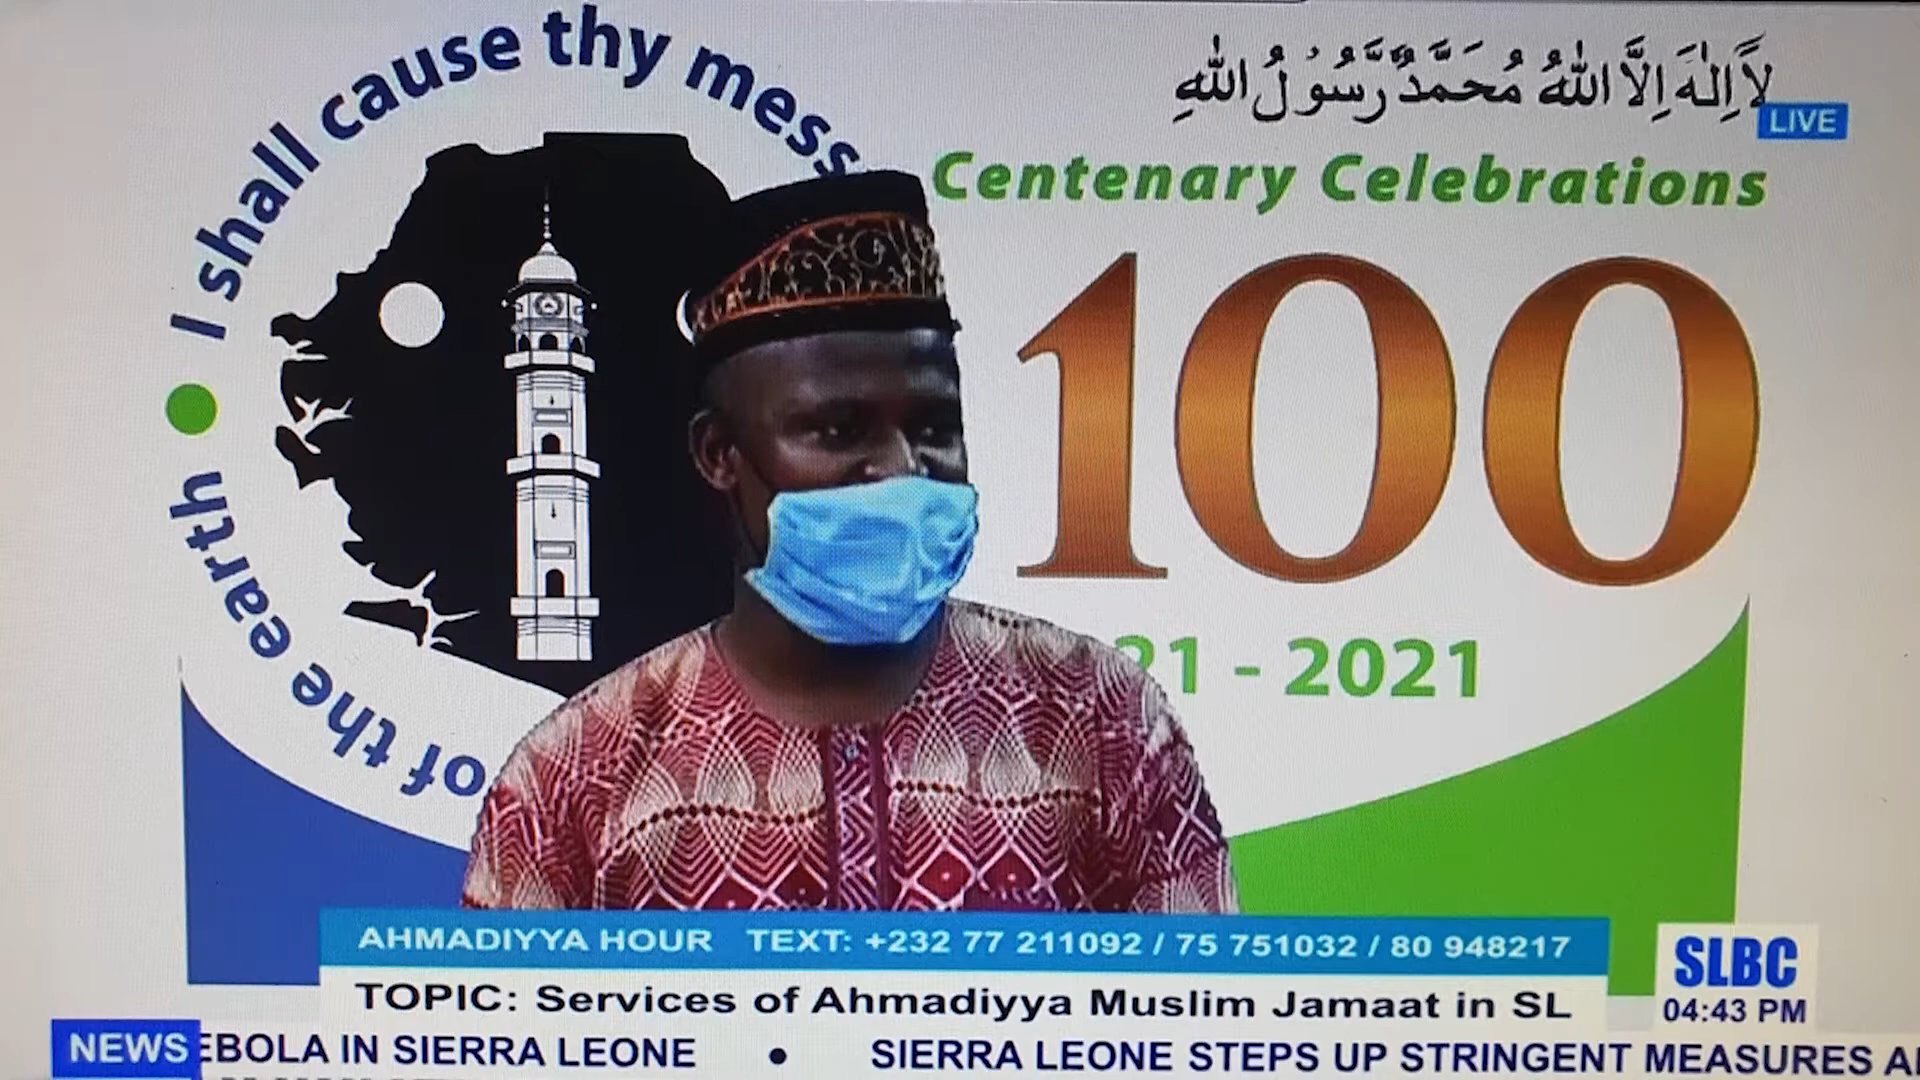 I shall cause thy mess
of the earth
لَا اِلٰهَ اِلَّا اللّٰهُ مُحَمَّدٌ رَّسُوْلُ اللّٰهِ
LIVE
Centenary Celebrations
100
21 - 2021
AHMADIYYA HOUR TEXT: +232 77 211092 / 75 751032 / 80 948217
TOPIC: Services of Ahmadiyya Muslim Jamaat in SL
SLBC
04:43 PM
NEWS EBOLA IN SIERRA LEONE • SIERRA LEONE STEPS UP STRINGENT MEASURES